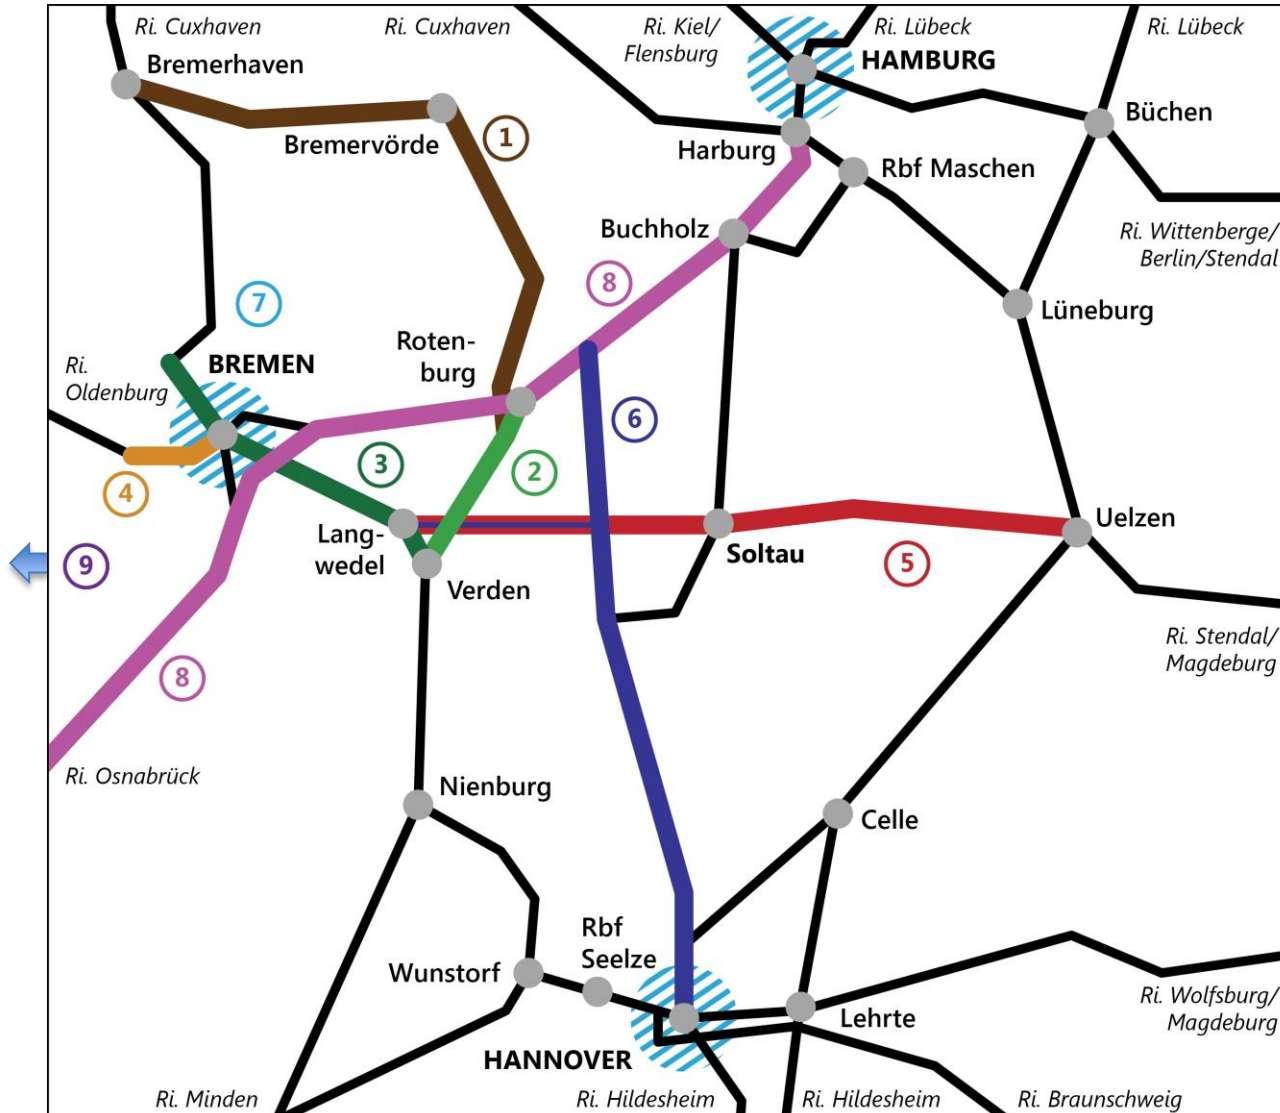 Ri. Cuxhaven
Ri. Cuxhaven
Ri. Kiel/
Flensburg
Ri. Lübeck
Ri. Lübeck
Bremerhaven
HAMBURG
Büchen
Bremervörde
1
Harburg
Rbf Maschen
Buchholz
Ri. Wittenberge/
Berlin/Stendal
8
7
Lüneburg
Roten-
burg
BREMEN
Ri.
Oldenburg
6
3
2
4
Lang-
wedel
Uelzen
Soltau
5
9
Verden
Ri. Stendal/
Magdeburg
8
Ri. Osnabrück
Nienburg
Celle
Rbf
Seelze
Wunstorf
Ri. Wolfsburg/
Magdeburg
Lehrte
HANNOVER
Ri. Minden
Ri. Hildesheim
Ri. Hildesheim
Ri. Braunschweig